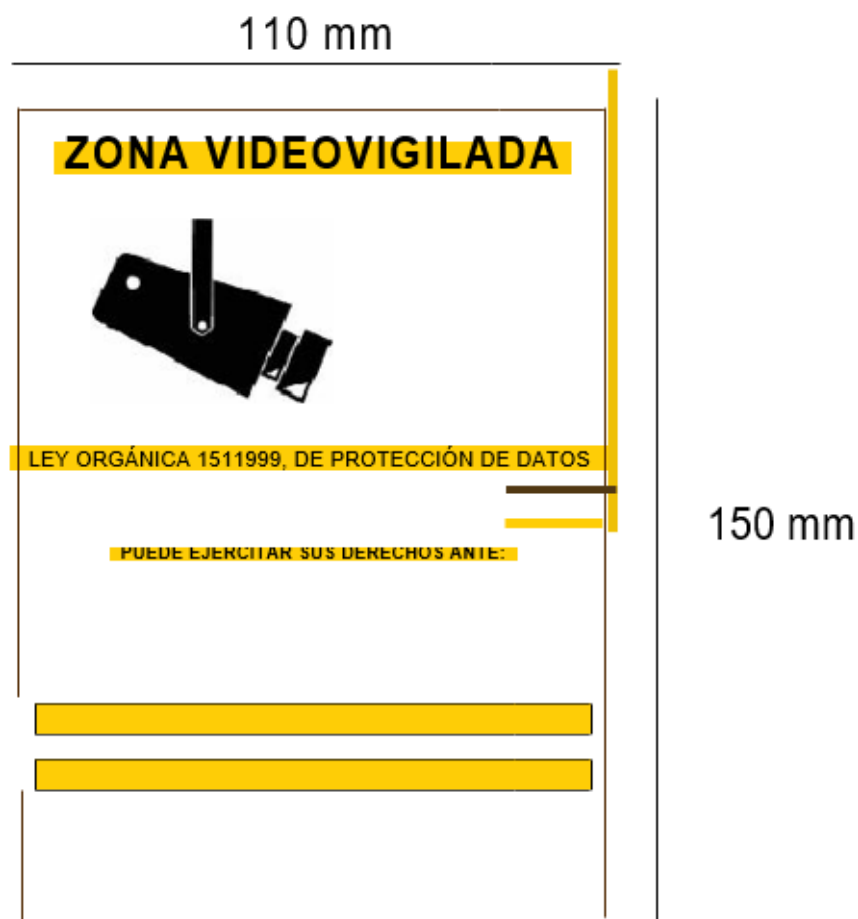 110 mm
ZONA VIDEOVIGILADA
LEY ORGÁNICA 1511999, DE PROTECCIÓN DE DATOS
150 mm
PUEDE EJERCITAR SUS DERECHOS ANTE: